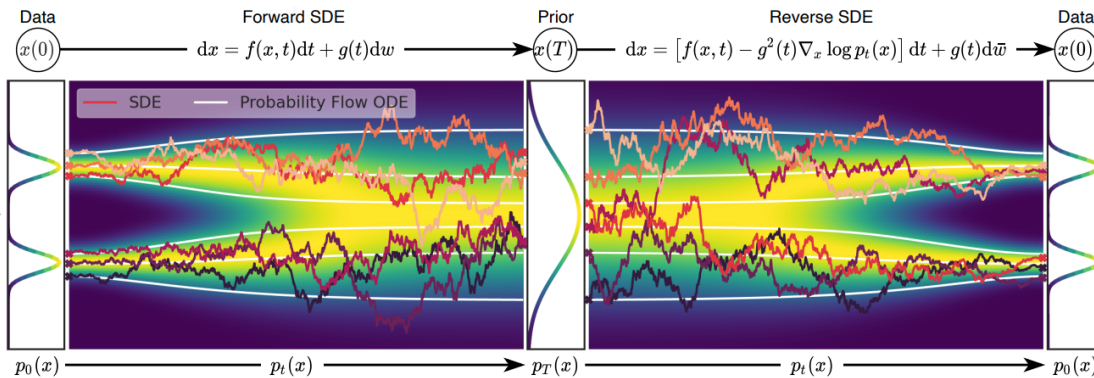 Data Forward SDE Prior Reverse SDE Data
x(0) dx = f(x, t)dt + g(t)dw x(T) dx = [f(x, t) − g²(t)∇ₓ log pₜ(x)] dt + g(t)dw̄ x(0)
SDE Probability Flow ODE
p₀(x) pₜ(x) p_T(x) pₜ(x) p₀(x)